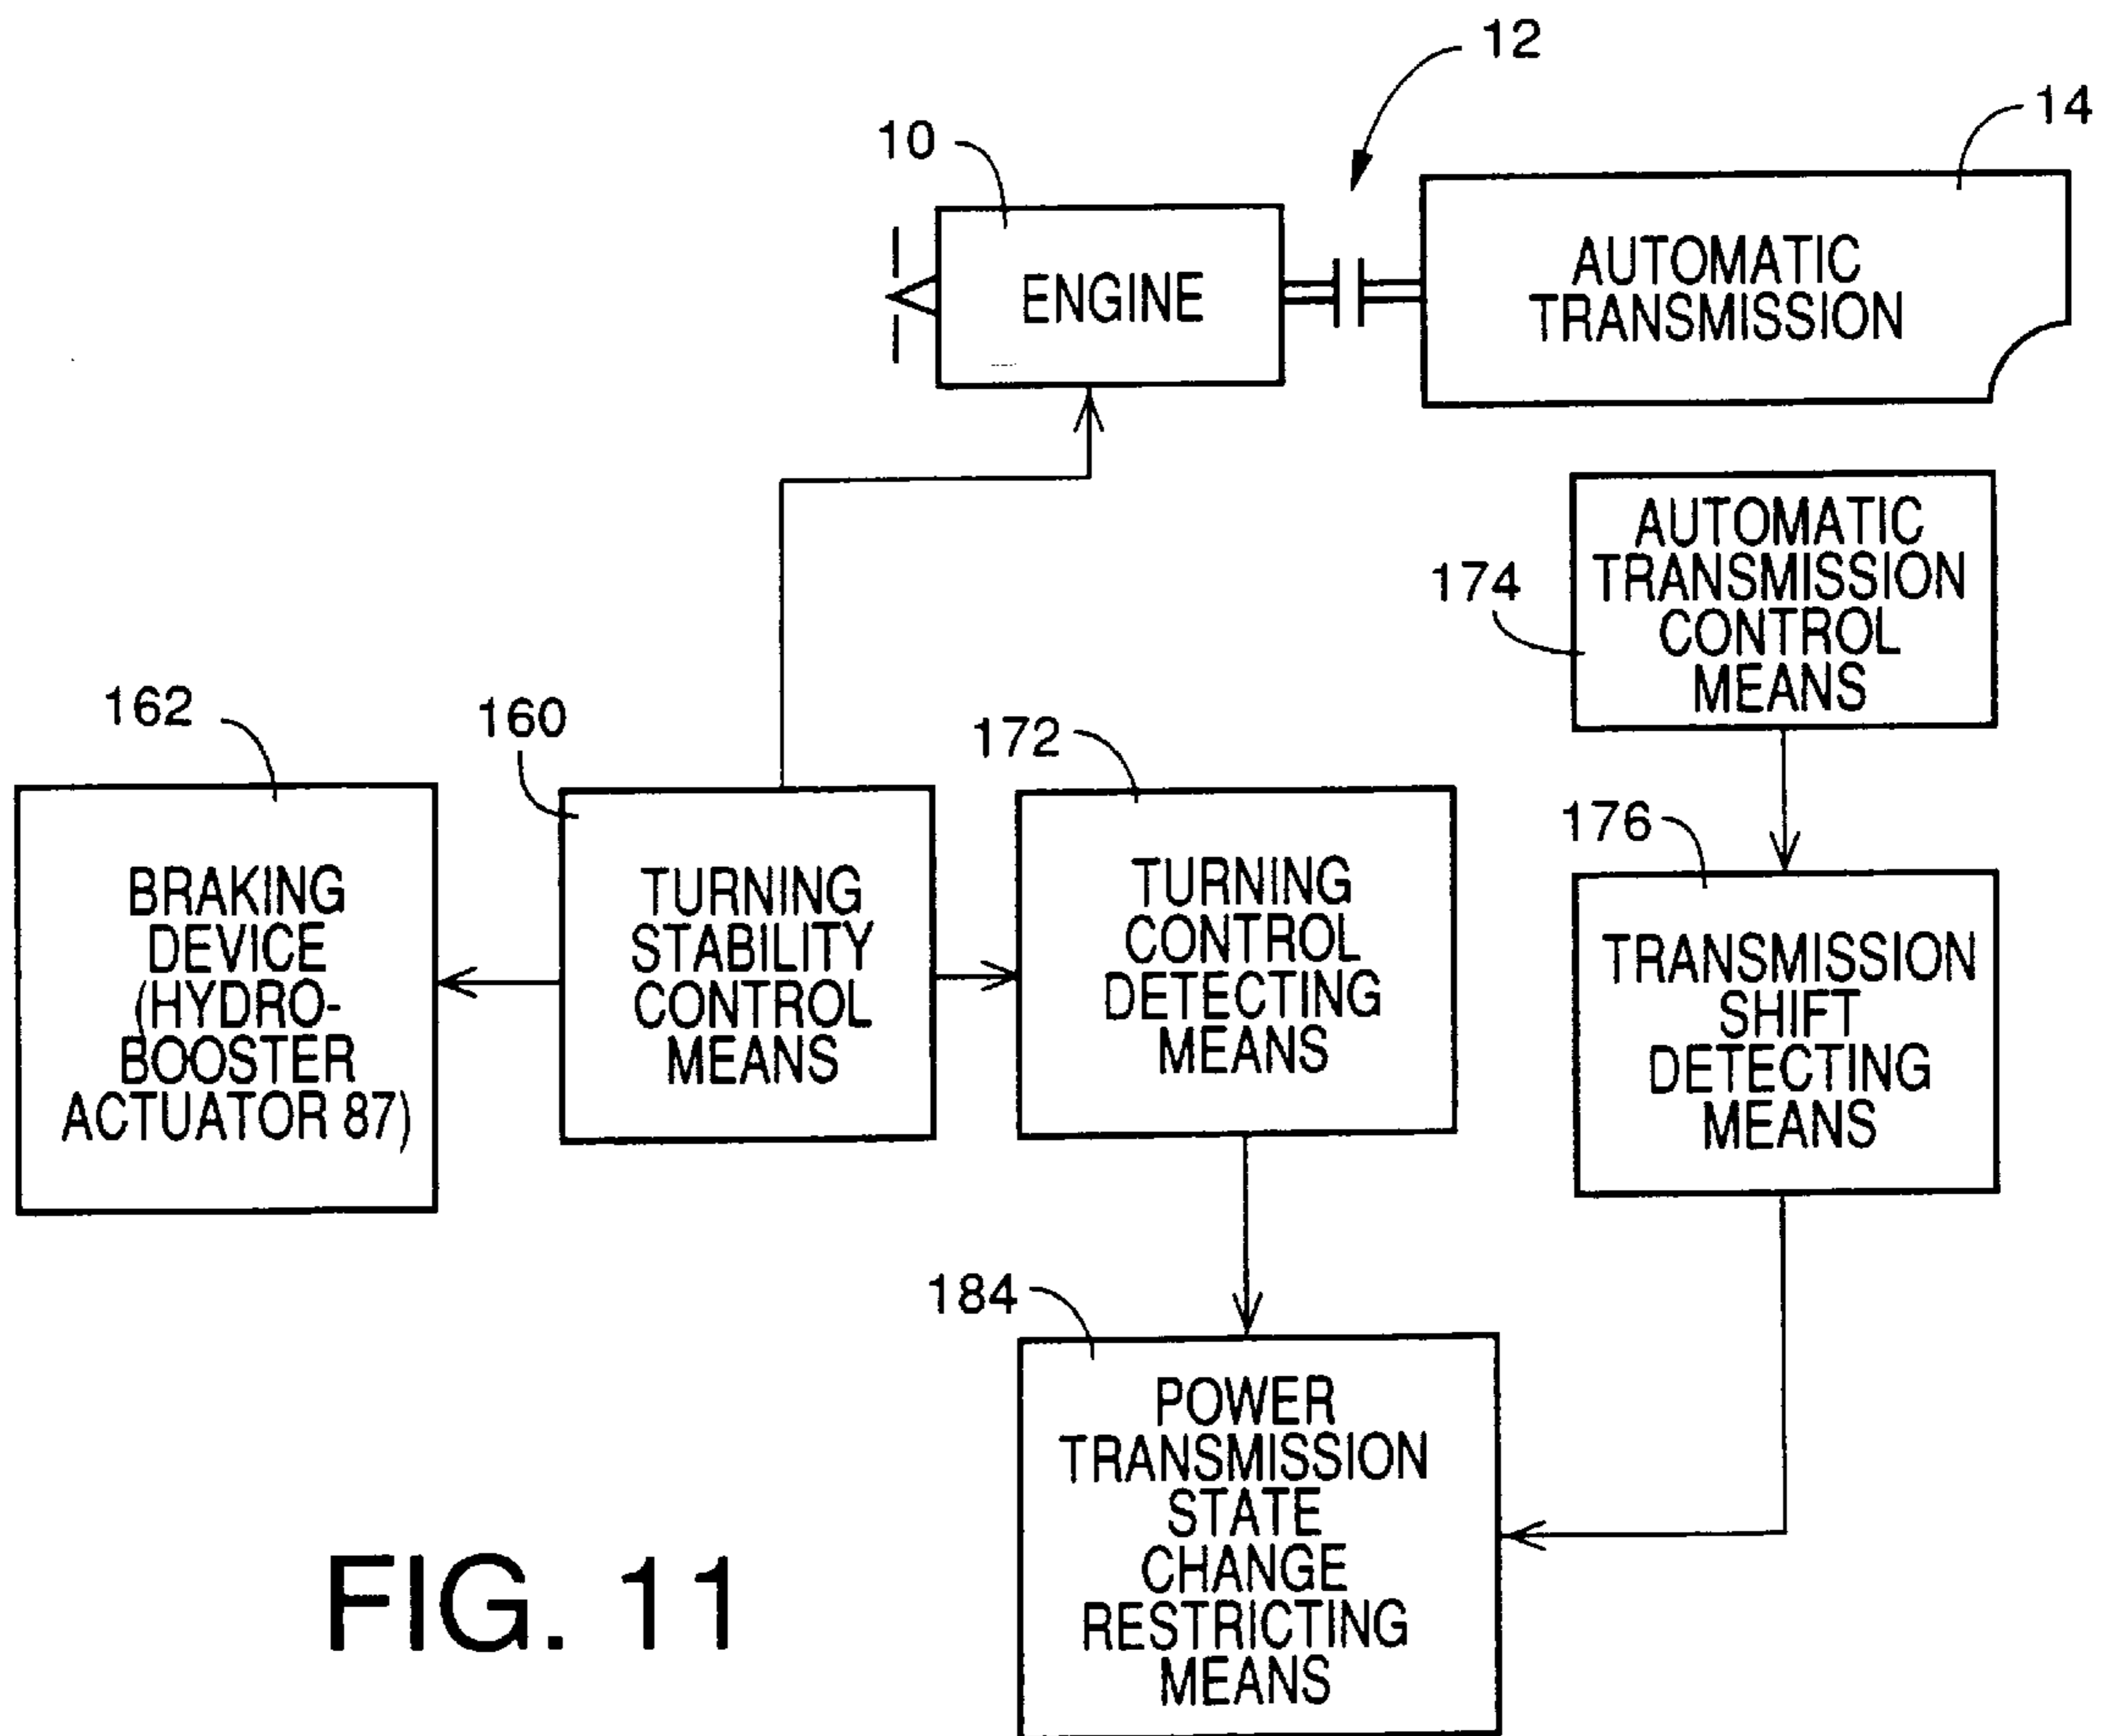 12
14
10
ENGINE
AUTOMATIC
TRANSMISSION
174
AUTOMATIC
TRANSMISSION
CONTROL
MEANS
162
160
172
176
BRAKING
DEVICE
(HYDRO-
BOOSTER
ACTUATOR 87)
TURNING
STABILITY
CONTROL
MEANS
TURNING
CONTROL
DETECTING
MEANS
TRANSMISSION
SHIFT
DETECTING
MEANS
184
POWER
TRANSMISSION
STATE
CHANGE
RESTRICTING
MEANS
FIG. 11